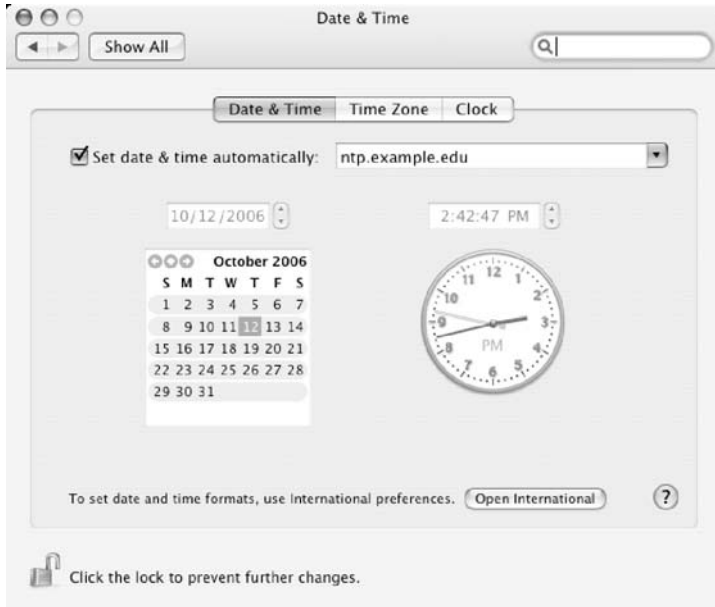 Date & Time
Show All
Date & Time Time Zone Clock
Set date & time automatically: ntp.example.edu
10/12/2006 2:42:47 PM
October 2006
S M T W T F S
1 2 3 4 5 6 7
8 9 10 11 12 13 14
15 16 17 18 19 20 21
22 23 24 25 26 27 28
29 30 31
12
1
2
3
4
5
6
7
8
9
10
11
PM
To set date and time formats, use International preferences. Open International ?
Click the lock to prevent further changes.